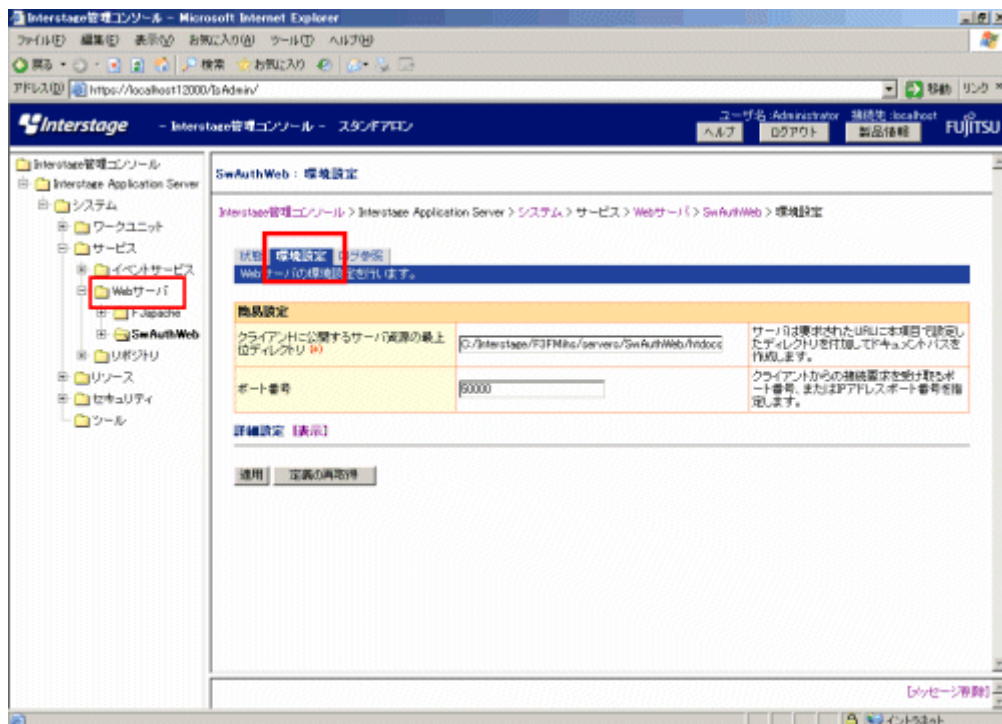 Interstage管理コンソール - Microsoft Internet Explorer
ファイル(F) 編集(E) 表示(V) お気に入り(A) ツール(T) ヘルプ(H)
戻る 検索 お気に入り
アドレス(D) https://localhost:12000/IsAdmin/ 移動 リンク
Interstage - Interstage管理コンソール - スタンドアロン
ユーザ名:Administrator 接続先:localhost
ヘルプ ログアウト 製品情報 FUJITSU
Interstage管理コンソール
Interstage Application Server
システム
ワークユニット
サービス
イベントサービス
Webサーバ
FJapache
SwAuthWeb
リポジトリ
リソース
セキュリティ
ツール
SwAuthWeb : 環境設定
Interstage管理コンソール > Interstage Application Server > システム > サービス > Webサーバ > SwAuthWeb > 環境設定
状態 環境設定 ログ参照
Webサーバの環境設定を行います。
簡易設定
クライアントに公開するサーバ資源の最上位ディレクトリ (*)
C:/Interstage/F3FMihs/servers/SwAuthWeb/htdocs
サーバは要求されたURLに本項目で設定したディレクトリを付加してドキュメントパスを作成します。
ポート番号
50000
クライアントからの接続要求を受け取るポート番号、またはIPアドレス:ポート番号を指定します。
詳細設定 [表示]
適用 定義の再取得
[メッセージ削除]
イントラネット